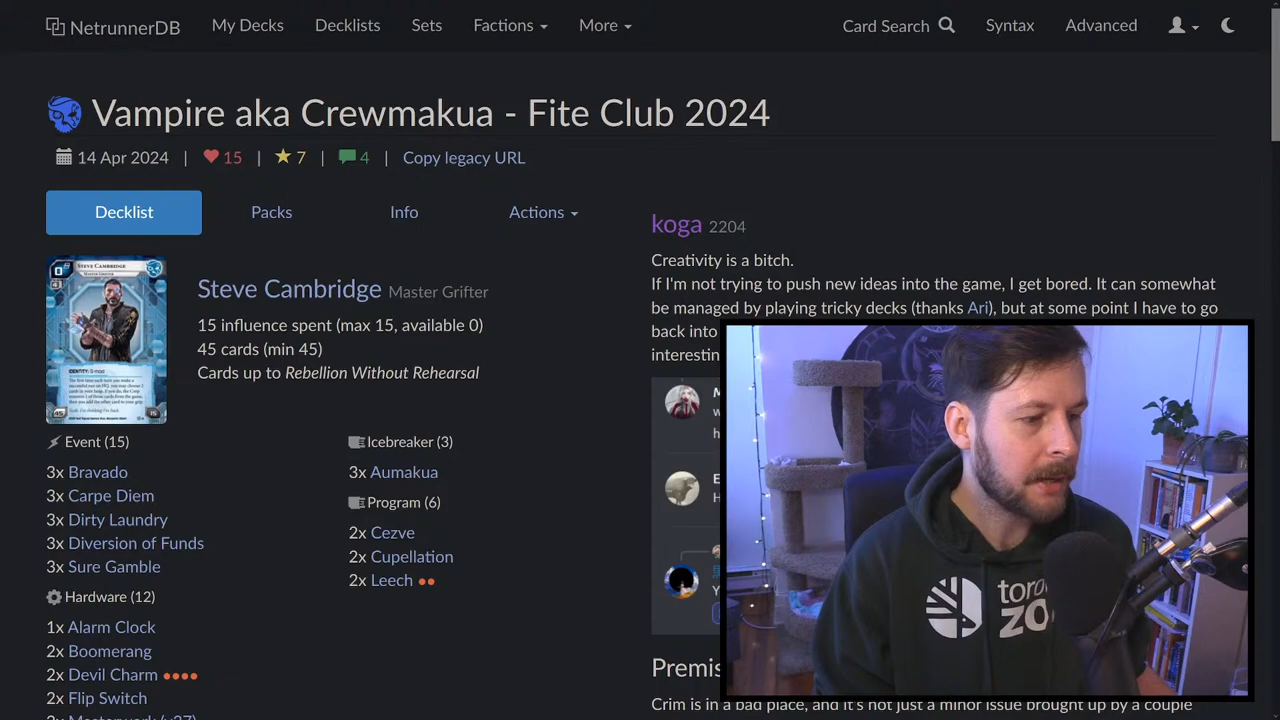 NetrunnerDB My Decks Decklists Sets Factions More Card Search Syntax Advanced
Vampire aka Crewmakua - Fite Club 2024
14 Apr 2024 | 15 | 7 | 4 | Copy legacy URL
Decklist Packs Info Actions
koga 2204
Creativity is a bitch.
If I'm not trying to push new ideas into the game, I get bored. It can somewhat
be managed by playing tricky decks (thanks Ari), but at some point I have to go
back into
interestin
STEVE CAMBRIDGE
Steve Cambridge Master Grifter
15 influence spent (max 15, available 0)
45 cards (min 45)
Cards up to Rebellion Without Rehearsal
Event (15)
3x Bravado
3x Carpe Diem
3x Dirty Laundry
3x Diversion of Funds
3x Sure Gamble
Hardware (12)
1x Alarm Clock
2x Boomerang
2x Devil Charm
2x Flip Switch
Icebreaker (3)
3x Aumakua
Program (6)
2x Cezve
2x Cupellation
2x Leech
Premis
Crim is in a bad place, and it's not just a minor issue brought up by a couple
ZO